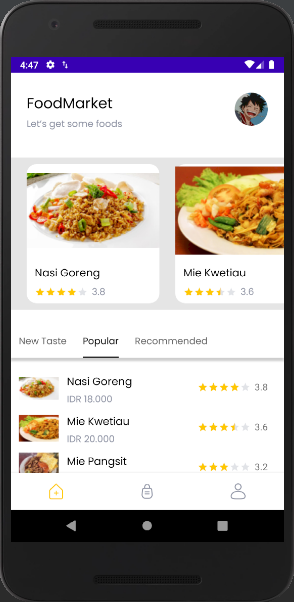 4:47
FoodMarket
Let's get some foods
Nasi Goreng
3.8
Mie Kwetiau
3.6
New Taste Popular Recommended
Nasi Goreng
IDR 18.000
3.8
Mie Kwetiau
IDR 20.000
3.6
Mie Pangsit
3.2